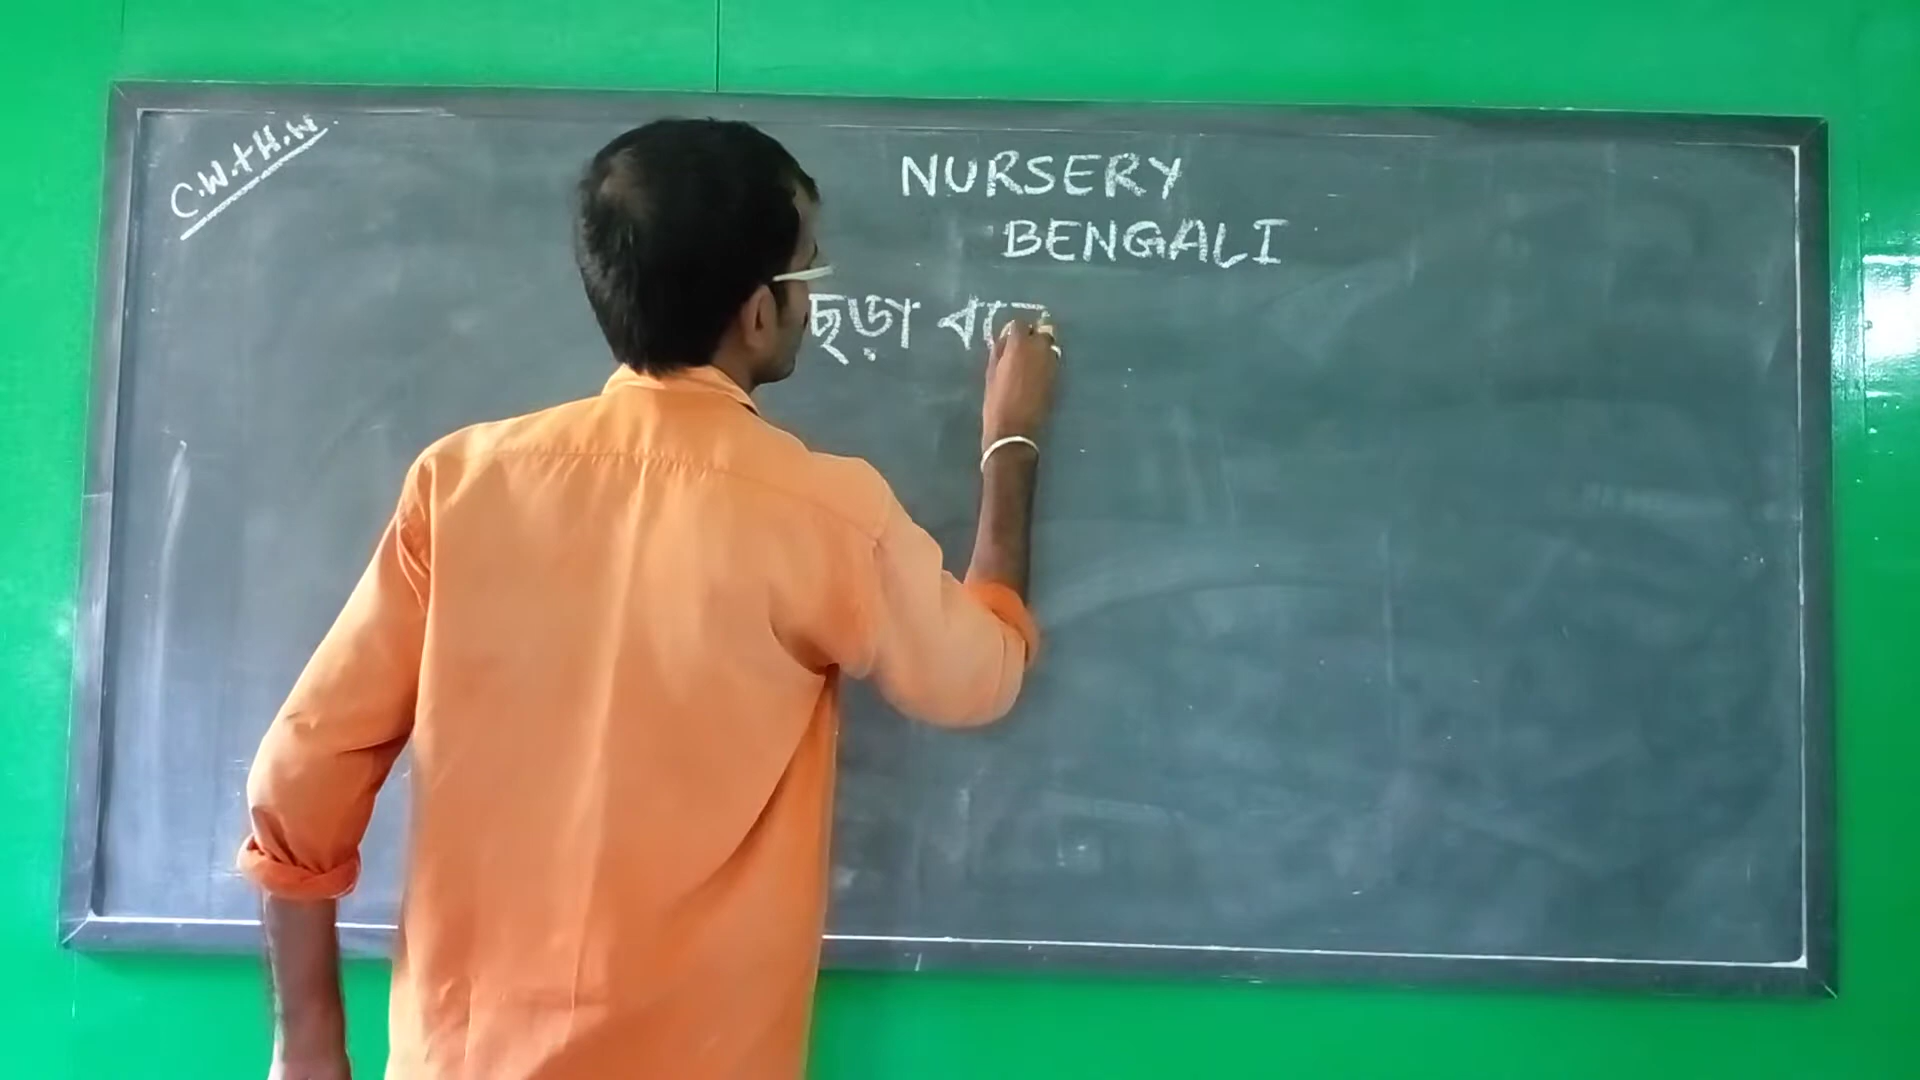 C.W.+H.W.
NURSERY
BENGALI
ছড়া